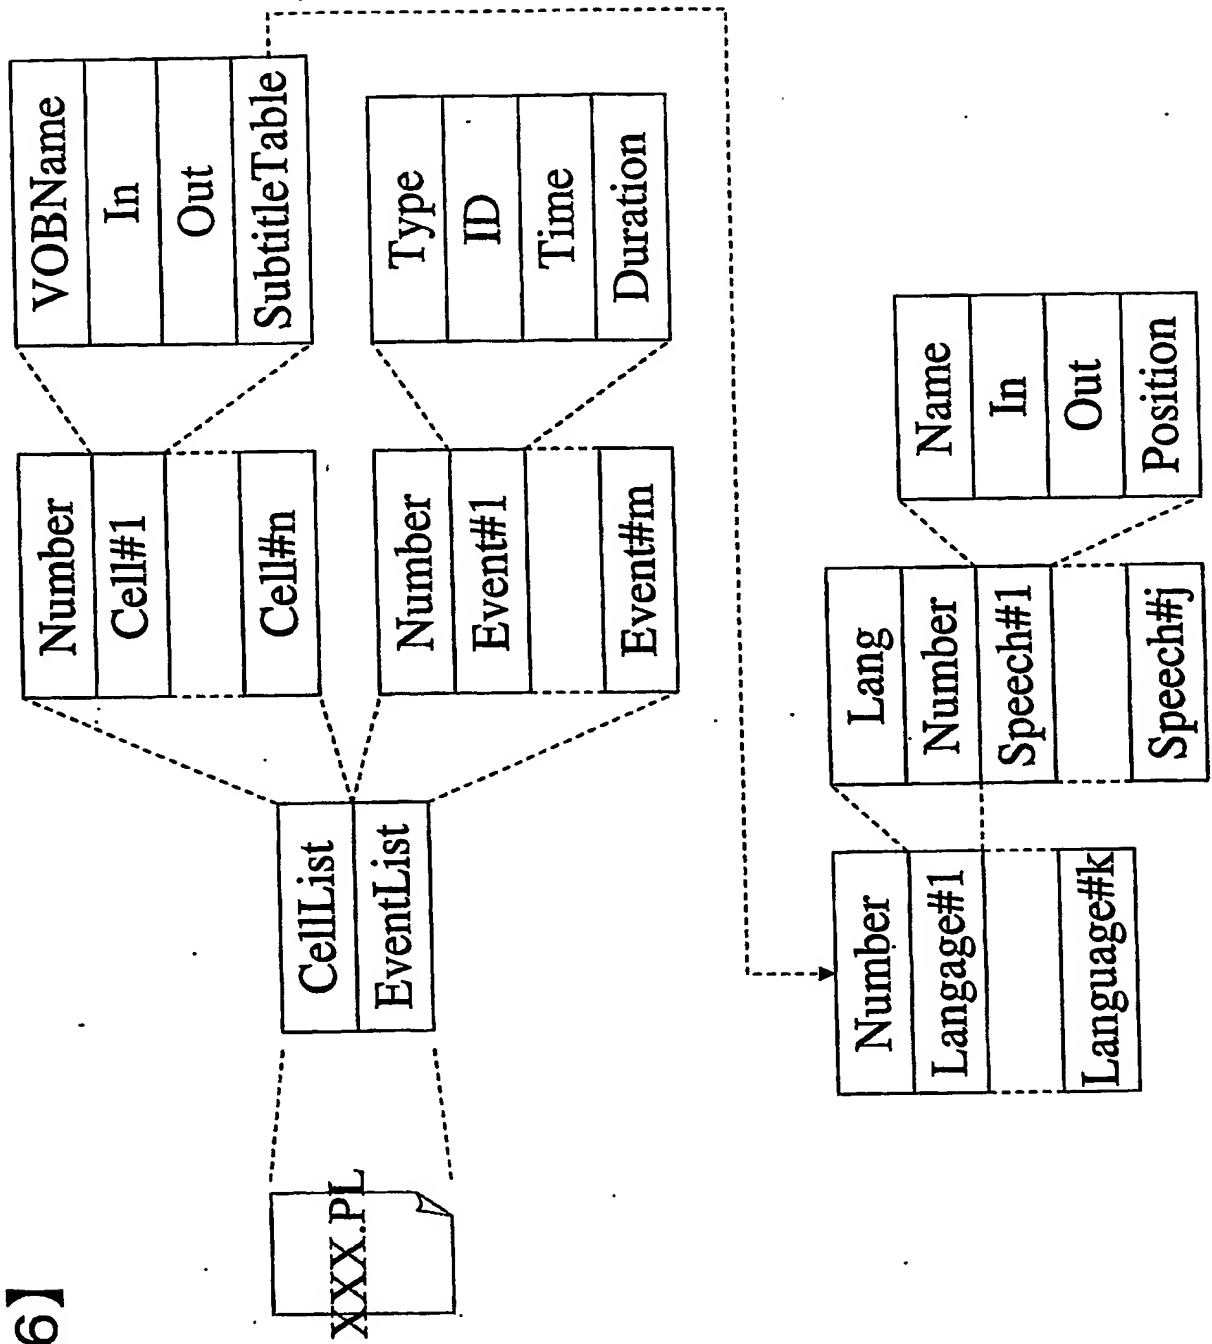 6】
XXX.PL
CellList
EventList
Number
Cell#1
Cell#n
VOBName
In
Out
SubtitleTable
Number
Event#1
Event#m
Type
ID
Time
Duration
Number
Langage#1
Language#k
Lang
Number
Speech#1
Speech#j
Name
In
Out
Position